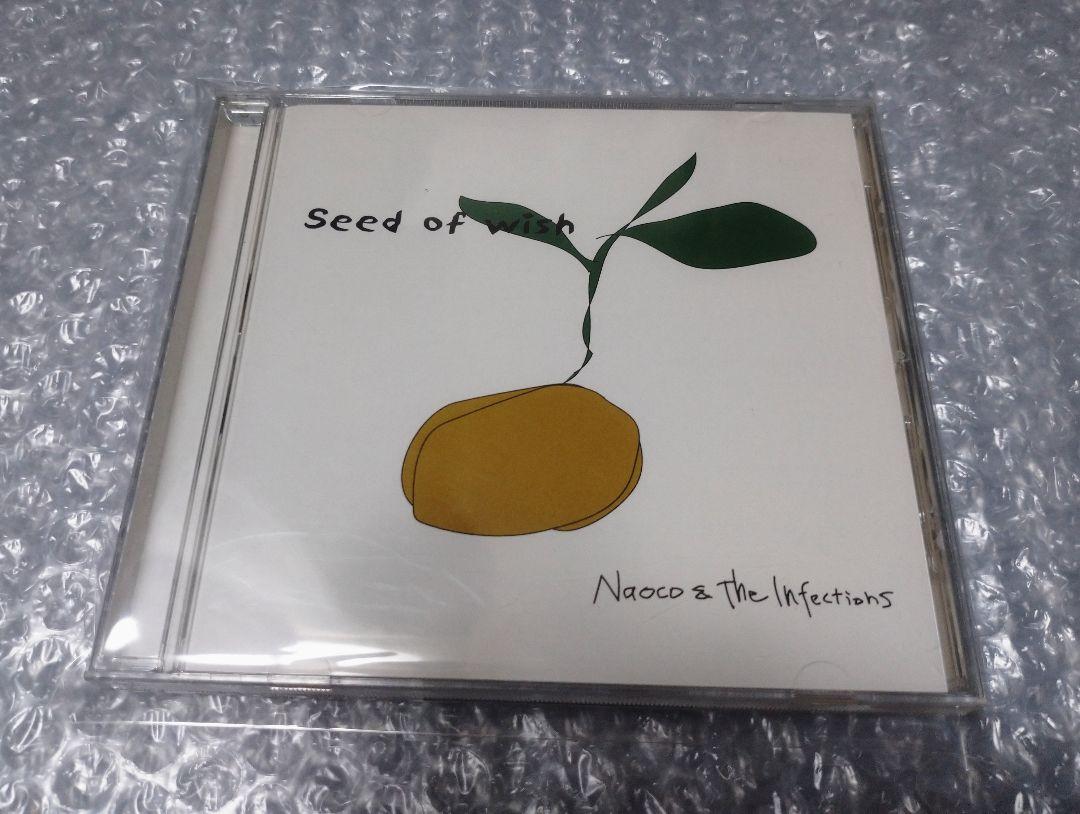 Seed of wish
Naoco & The Infections